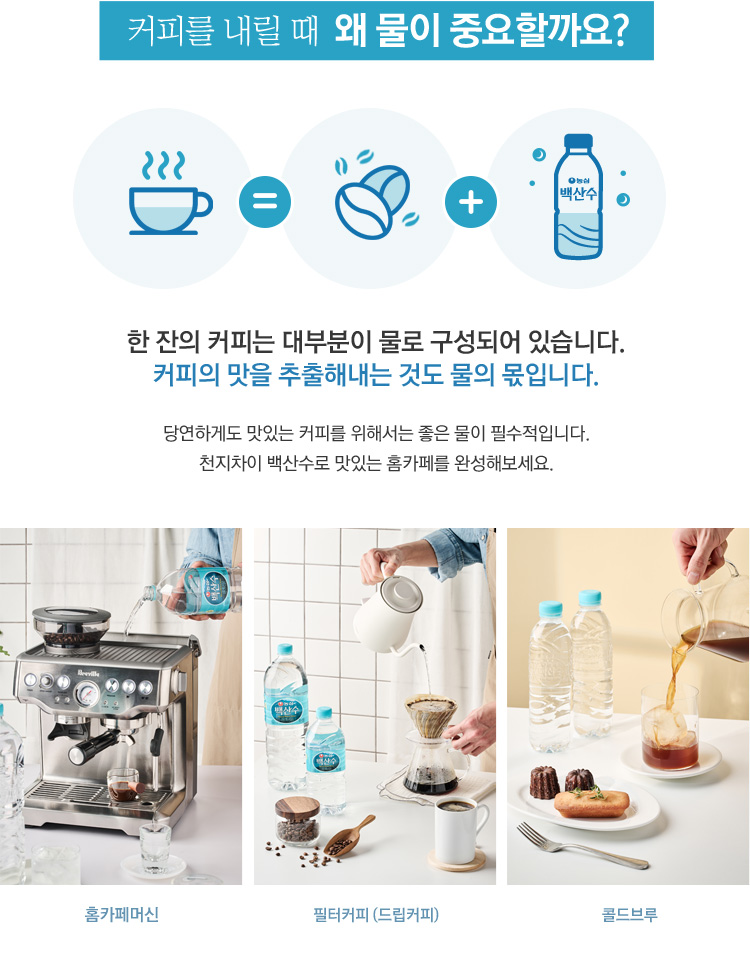 커피를 내릴 때 왜 물이 중요할까요?
농심
백산수
한 잔의 커피는 대부분이 물로 구성되어 있습니다.
커피의 맛을 추출해내는 것도 물의 몫입니다.
당연하게도 맛있는 커피를 위해서는 좋은 물이 필수적입니다.
천지차이 백산수로 맛있는 홈카페를 완성해보세요.
백산수
Breville
농심
백산수
백산수
홈카페머신
필터커피 (드립커피)
콜드브루